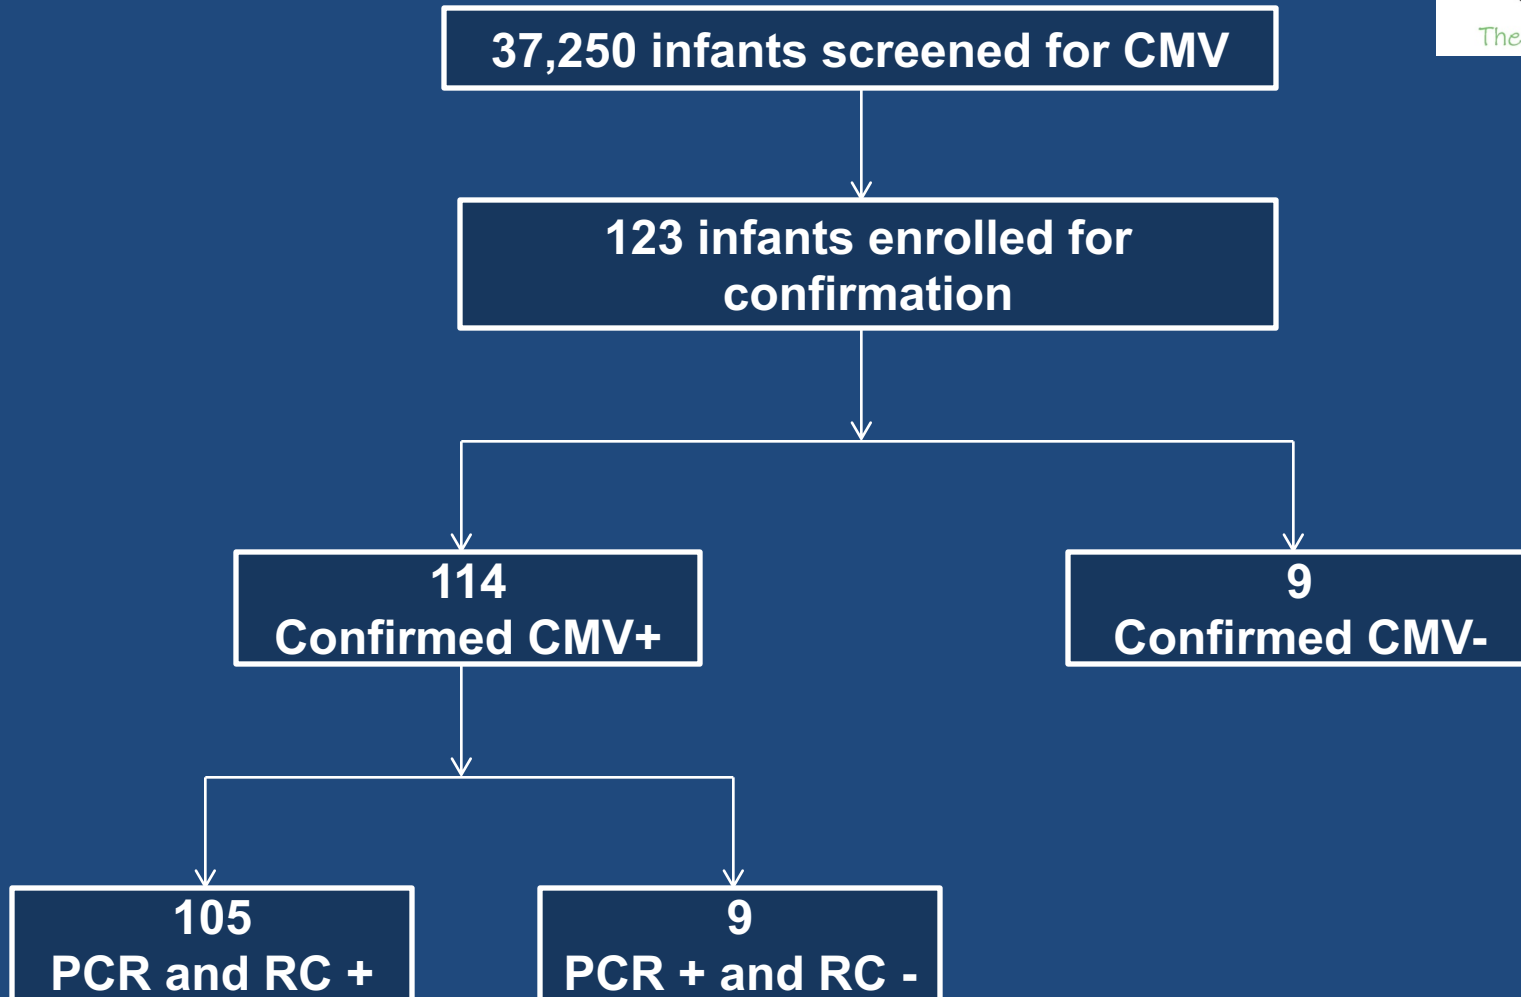 37,250 infants screened for CMV
The
123 infants enrolled for
confirmation
114
Confirmed CMV+
9
Confirmed CMV-
105
PCR and RC +
9
PCR + and RC -